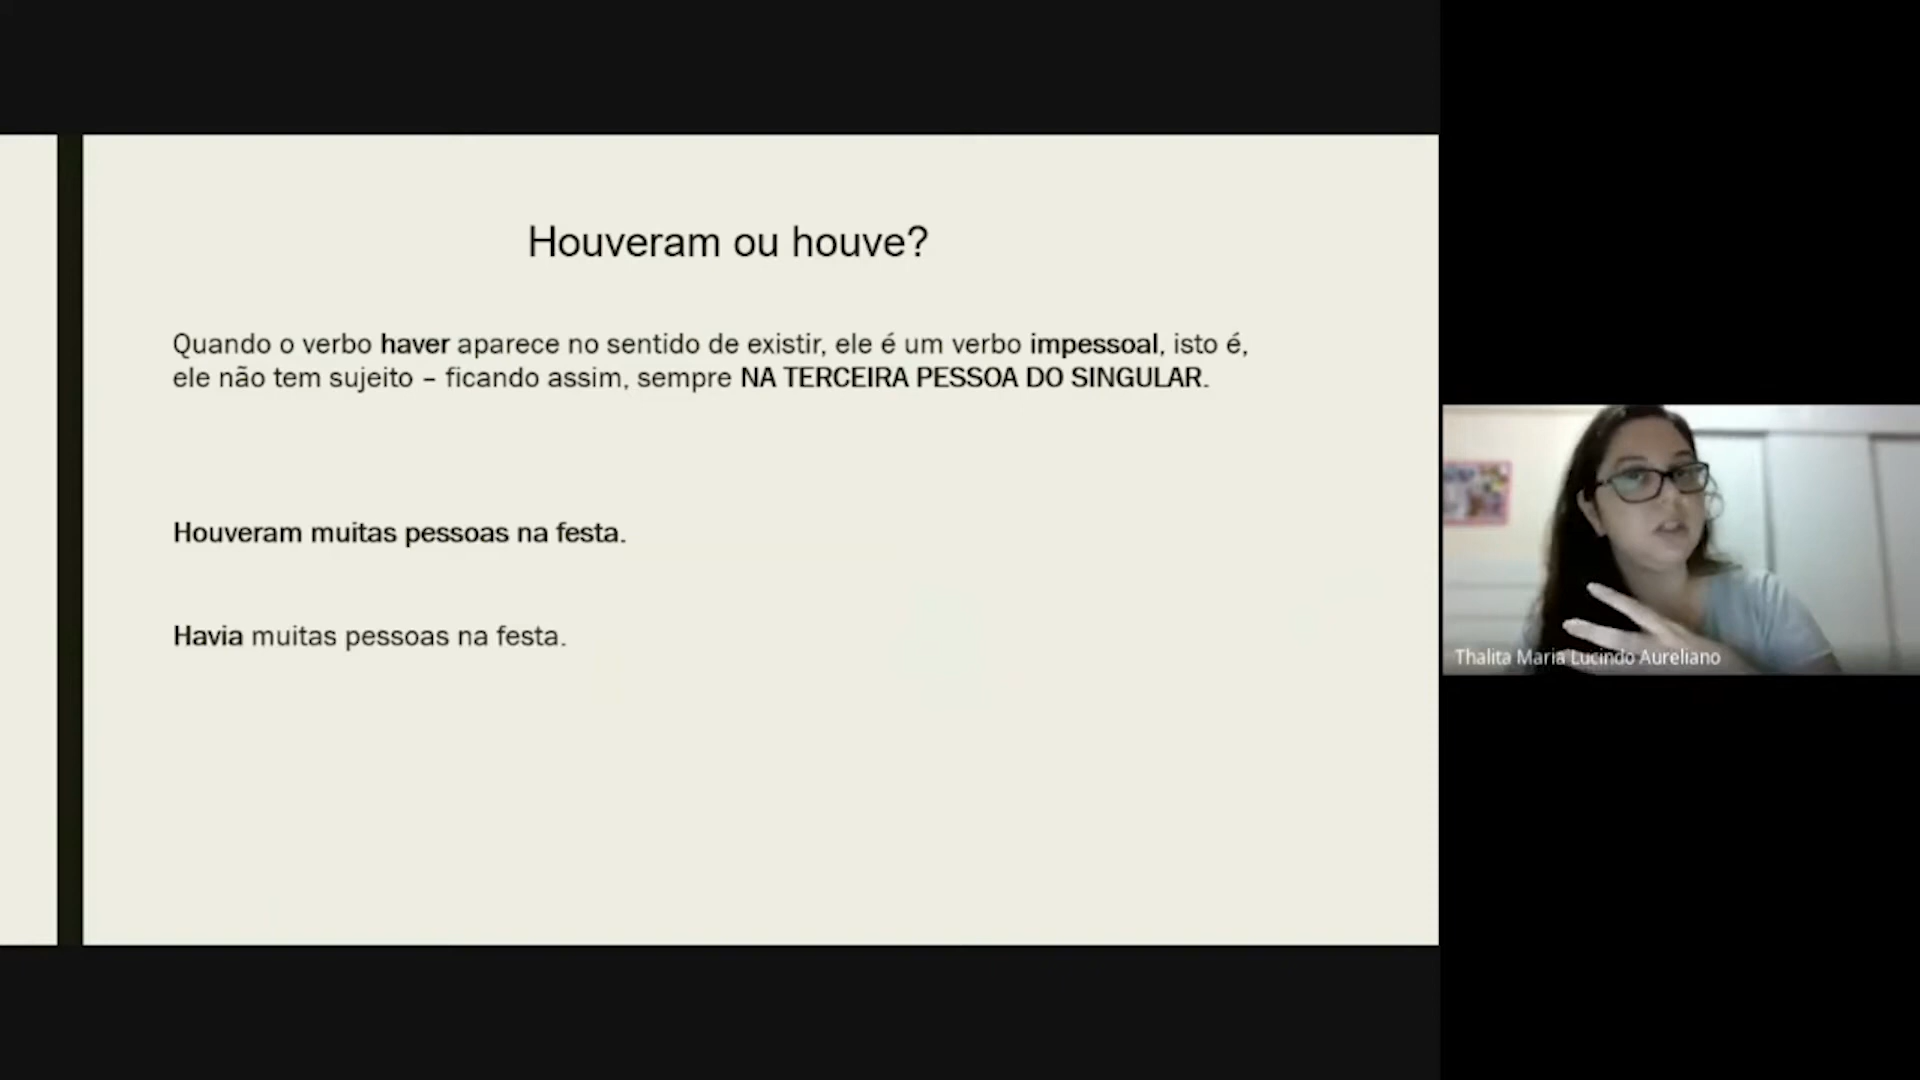 Houveram ou houve?
Quando o verbo haver aparece no sentido de existir, ele é um verbo impessoal, isto é,
ele não tem sujeito – ficando assim, sempre NA TERCEIRA PESSOA DO SINGULAR.
Houveram muitas pessoas na festa.
Havia muitas pessoas na festa.
Thalita Maria Lucindo Aureliano